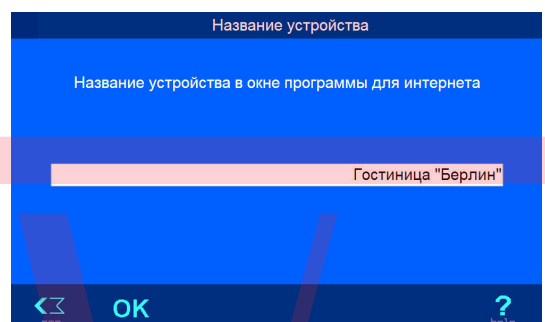 Название устройства
Название устройства в окне программы для интернета
Гостиница "Берлин"
OK
?